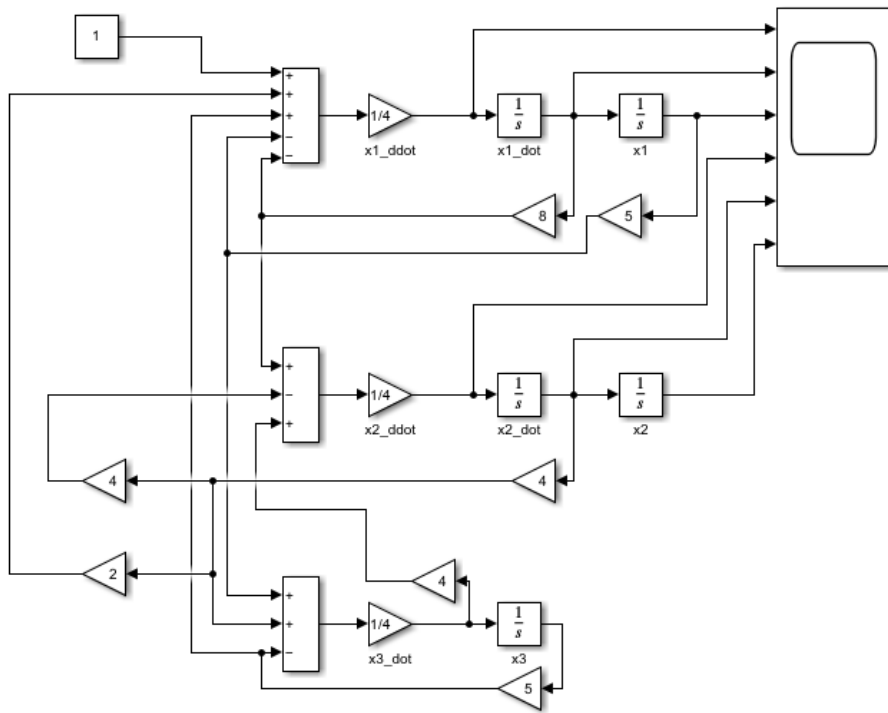 1
+
+
+
−
−
1/4
x1_ddot
1
s
x1_dot
1
s
x1
8
5
+
−
+
1/4
x2_ddot
1
s
x2_dot
1
s
x2
4
4
2
4
+
+
−
1/4
x3_dot
1
s
x3
5